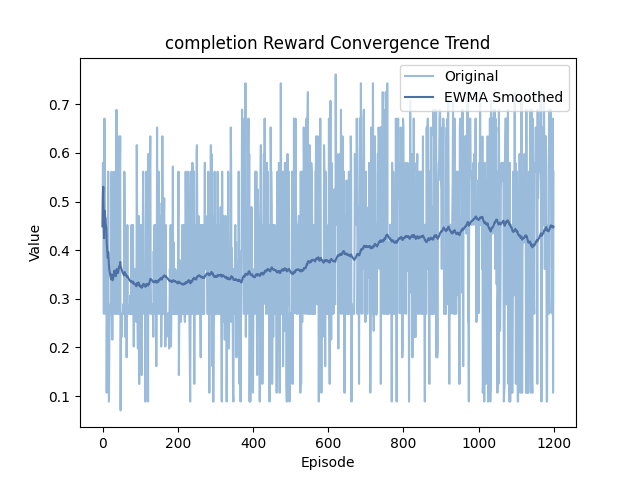 completion Reward Convergence Trend
Original
EWMA Smoothed
Value
0.7
0.6
0.5
0.4
0.3
0.2
0.1
0 200 400 600 800 1000 1200
Episode